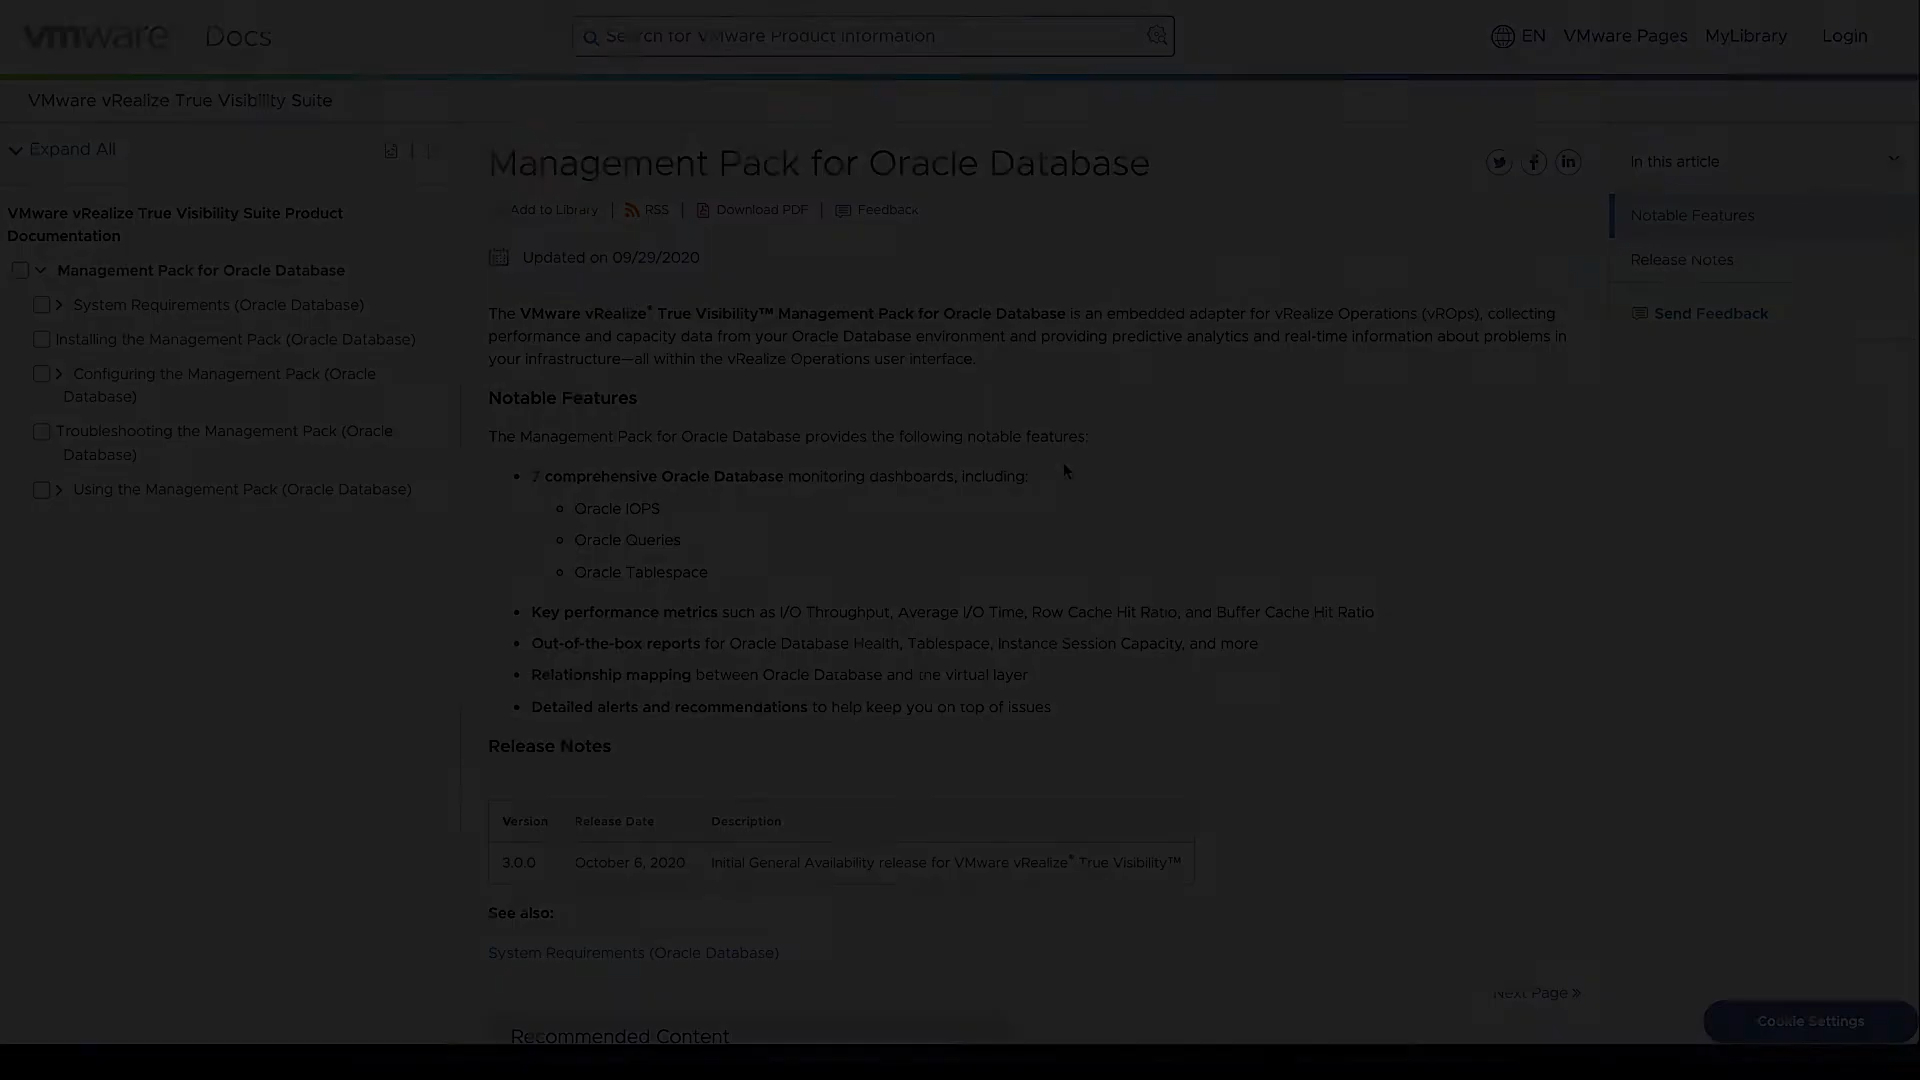 vmware Docs
Search for VMware Product Information
EN VMware Pages MyLibrary Login
VMware vRealize True Visibility Suite
Expand All
VMware vRealize True Visibility Suite Product
Documentation
Management Pack for Oracle Database
System Requirements (Oracle Database)
Installing the Management Pack (Oracle Database)
Configuring the Management Pack (Oracle
Database)
Troubleshooting the Management Pack (Oracle
Database)
Using the Management Pack (Oracle Database)
Management Pack for Oracle Database
Add to Library | RSS | Download PDF | Feedback
Updated on 09/29/2020
The VMware vRealize® True Visibility™ Management Pack for Oracle Database is an embedded adapter for vRealize Operations (vROps), collecting
performance and capacity data from your Oracle Database environment and providing predictive analytics and real-time information about problems in
your infrastructure—all within the vRealize Operations user interface.
Notable Features
The Management Pack for Oracle Database provides the following notable features:
• 7 comprehensive Oracle Database monitoring dashboards, including:
Oracle IOPS
Oracle Queries
Oracle Tablespace
• Key performance metrics such as I/O Throughput, Average I/O Time, Row Cache Hit Ratio, and Buffer Cache Hit Ratio
• Out-of-the-box reports for Oracle Database Health, Tablespace, Instance Session Capacity, and more
• Relationship mapping between Oracle Database and the virtual layer
• Detailed alerts and recommendations to help keep you on top of issues
Release Notes
Version Release Date Description
3.0.0 October 6, 2020 Initial General Availability release for VMware vRealize® True Visibility™
See also:
System Requirements (Oracle Database)
Next Page »
Recommended Content
In this article
Notable Features
Release Notes
Send Feedback
Cookie Settings